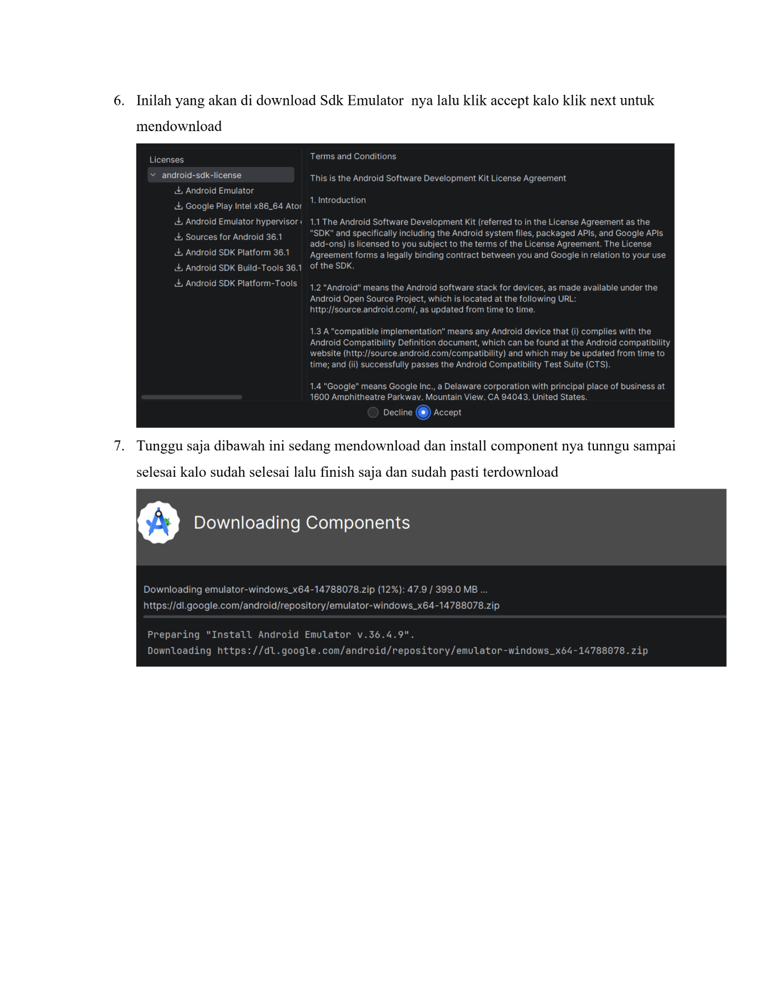 6. Inilah yang akan di download Sdk Emulator  nya lalu klik accept kalo klik next untuk
mendownload
Licenses
android-sdk-license
Android Emulator
Google Play Intel x86_64 Ator
Android Emulator hypervisor
Sources for Android 36.1
Android SDK Platform 36.1
Android SDK Build-Tools 36.1
Android SDK Platform-Tools
Terms and Conditions
This is the Android Software Development Kit License Agreement
1. Introduction
1.1 The Android Software Development Kit (referred to in the License Agreement as the
"SDK" and specifically including the Android system files, packaged APIs, and Google APIs
add-ons) is licensed to you subject to the terms of the License Agreement. The License
Agreement forms a legally binding contract between you and Google in relation to your use
of the SDK.
1.2 "Android" means the Android software stack for devices, as made available under the
Android Open Source Project, which is located at the following URL:
http://source.android.com/, as updated from time to time.
1.3 A "compatible implementation" means any Android device that (i) complies with the
Android Compatibility Definition document, which can be found at the Android compatibility
website (http://source.android.com/compatibility) and which may be updated from time to
time; and (ii) successfully passes the Android Compatibility Test Suite (CTS).
1.4 "Google" means Google Inc., a Delaware corporation with principal place of business at
1600 Amphitheatre Parkway, Mountain View, CA 94043, United States.
Decline Accept
7. Tunggu saja dibawah ini sedang mendownload dan install component nya tunngu sampai
selesai kalo sudah selesai lalu finish saja dan sudah pasti terdownload
Downloading Components
Downloading emulator-windows_x64-14788078.zip (12%): 47.9 / 399.0 MB ...
https://dl.google.com/android/repository/emulator-windows_x64-14788078.zip
Preparing "Install Android Emulator v.36.4.9".
Downloading https://dl.google.com/android/repository/emulator-windows_x64-14788078.zip